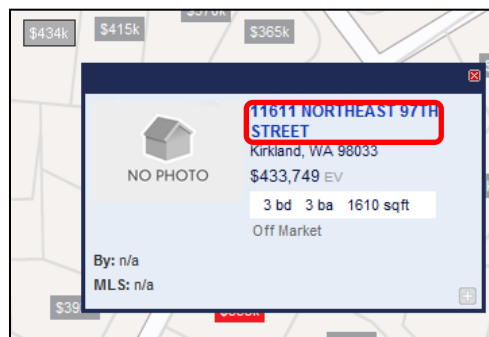 $434k
$415k
$365k
11611 NORTHEAST 97TH
STREET
Kirkland, WA 98033
NO PHOTO
$433,749 EV
3 bd 3 ba 1610 sqft
Off Market
By: n/a
MLS: n/a